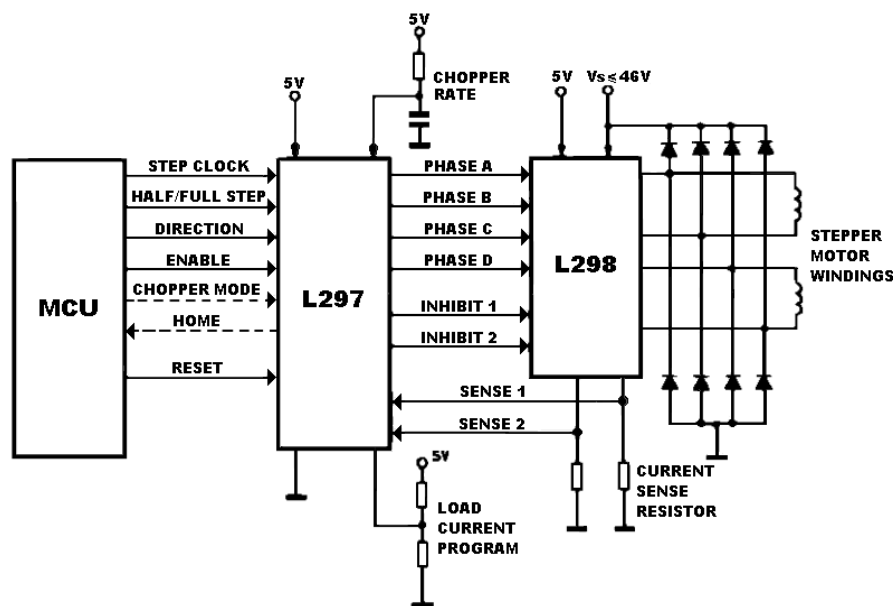 5V
5V
CHOPPER
RATE
5V
Vs≤46V
MCU
STEP CLOCK
HALF/FULL STEP
DIRECTION
ENABLE
CHOPPER MODE
HOME
RESET
L297
PHASE A
PHASE B
PHASE C
PHASE D
INHIBIT 1
INHIBIT 2
SENSE 1
SENSE 2
L298
STEPPER
MOTOR
WINDINGS
5V
LOAD
CURRENT
PROGRAM
CURRENT
SENSE
RESISTOR